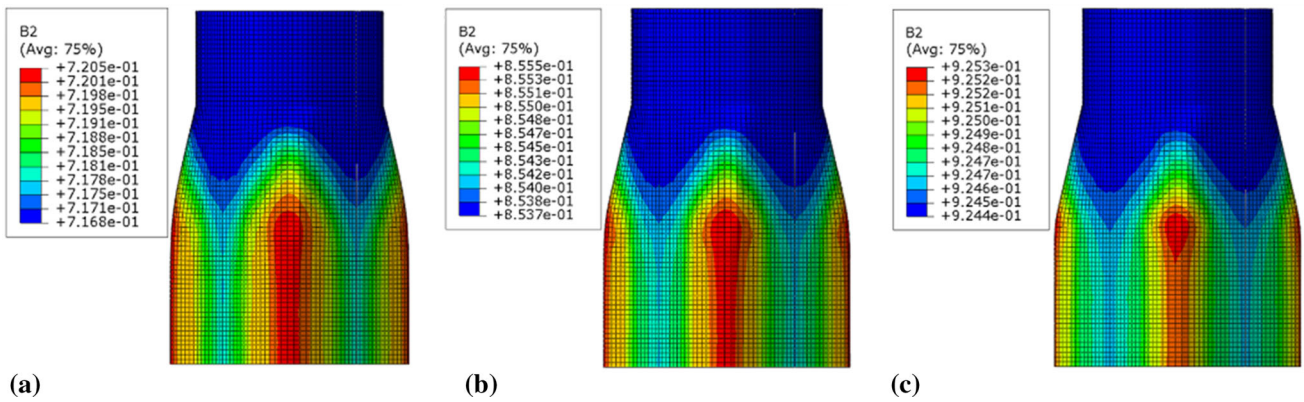 B2
(Avg: 75%)
+7.205e-01
+7.201e-01
+7.198e-01
+7.195e-01
+7.191e-01
+7.188e-01
+7.185e-01
+7.181e-01
+7.178e-01
+7.175e-01
+7.171e-01
+7.168e-01
(a)
B2
(Avg: 75%)
+8.555e-01
+8.553e-01
+8.551e-01
+8.550e-01
+8.548e-01
+8.547e-01
+8.545e-01
+8.543e-01
+8.542e-01
+8.540e-01
+8.538e-01
+8.537e-01
(b)
B2
(Avg: 75%)
+9.253e-01
+9.252e-01
+9.252e-01
+9.251e-01
+9.250e-01
+9.249e-01
+9.248e-01
+9.247e-01
+9.247e-01
+9.246e-01
+9.245e-01
+9.244e-01
(c)